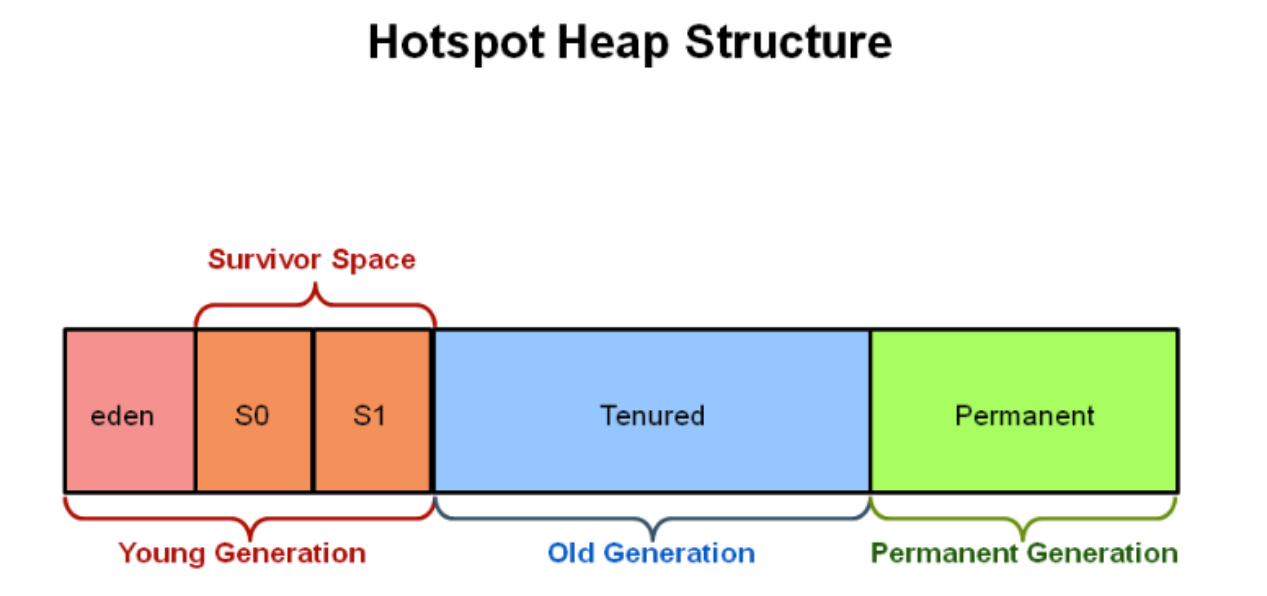 Hotspot Heap Structure
Survivor Space
eden S0 S1 Tenured Permanent
Young Generation Old Generation Permanent Generation